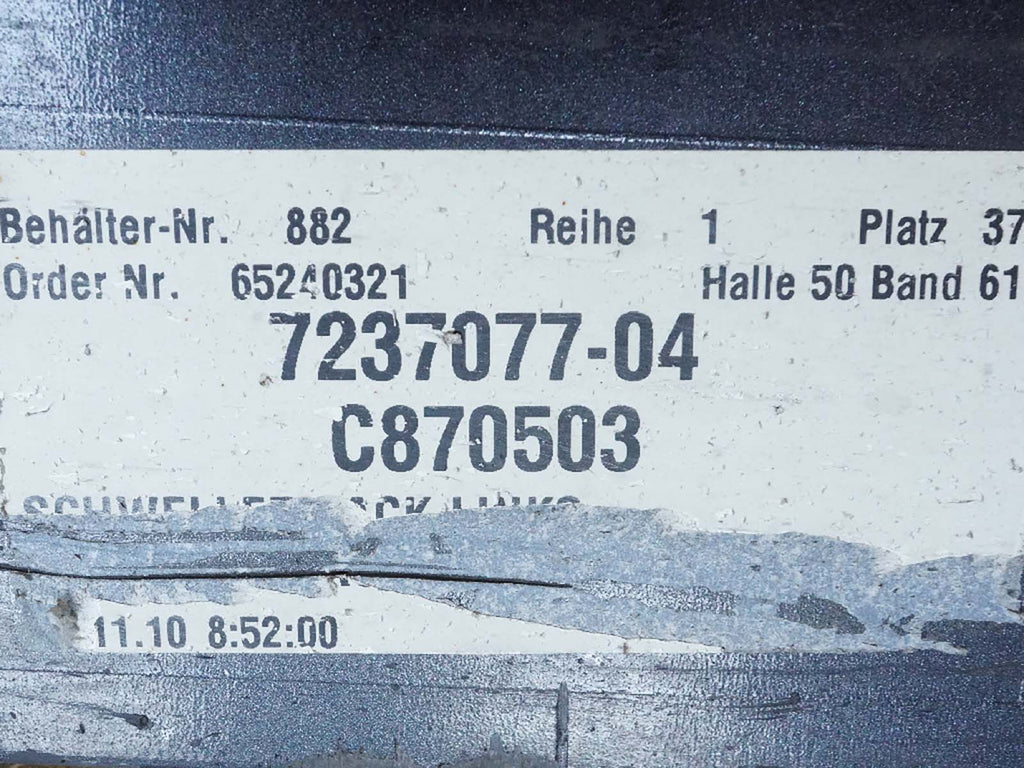 Behälter-Nr. 882 Reihe 1 Platz 37
Order Nr. 65240321 Halle 50 Band 61
7237077-04
C870503
LINKS
11.10 8:52:00